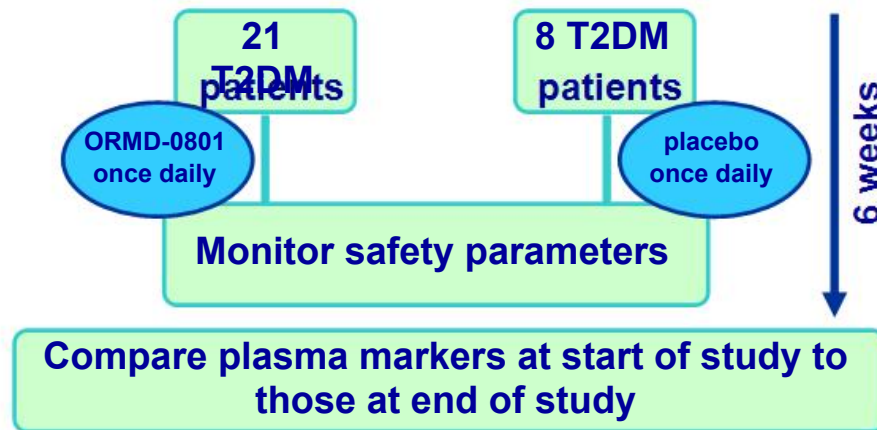 21
T2DM
patients
8 T2DM
patients
ORMD-0801
once daily
placebo
once daily
6 weeks
Monitor safety parameters
Compare plasma markers at start of study to
those at end of study